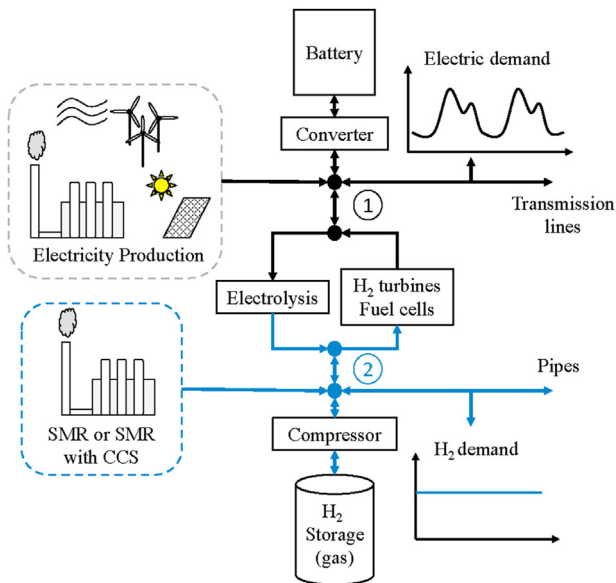 Battery
Electric demand
Converter
1
Transmission
lines
Electricity Production
Electrolysis
H₂ turbines
Fuel cells
2
Pipes
SMR or SMR
with CCS
Compressor
H₂ demand
H₂
Storage
(gas)